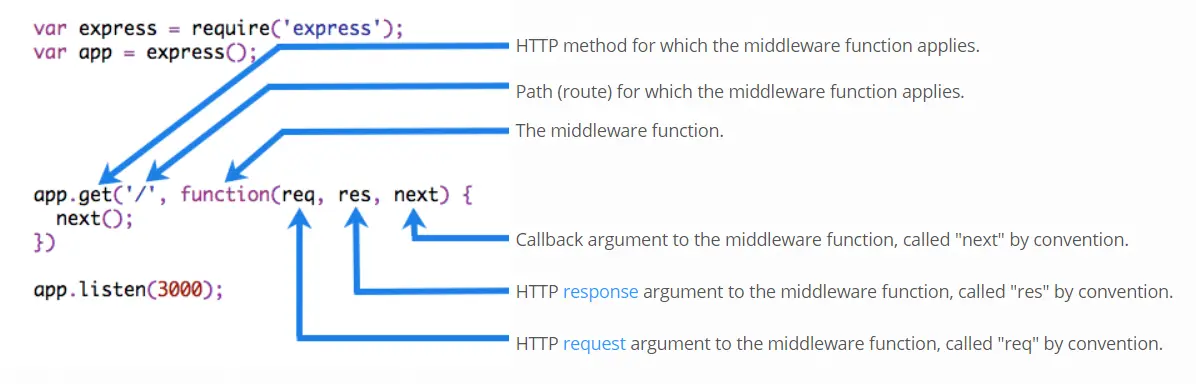 var express = require('express');
var app = express();
HTTP method for which the middleware function applies.
Path (route) for which the middleware function applies.
The middleware function.
app.get('/', function(req, res, next) {
  next();
})
Callback argument to the middleware function, called "next" by convention.
app.listen(3000);
HTTP response argument to the middleware function, called "res" by convention.
HTTP request argument to the middleware function, called "req" by convention.